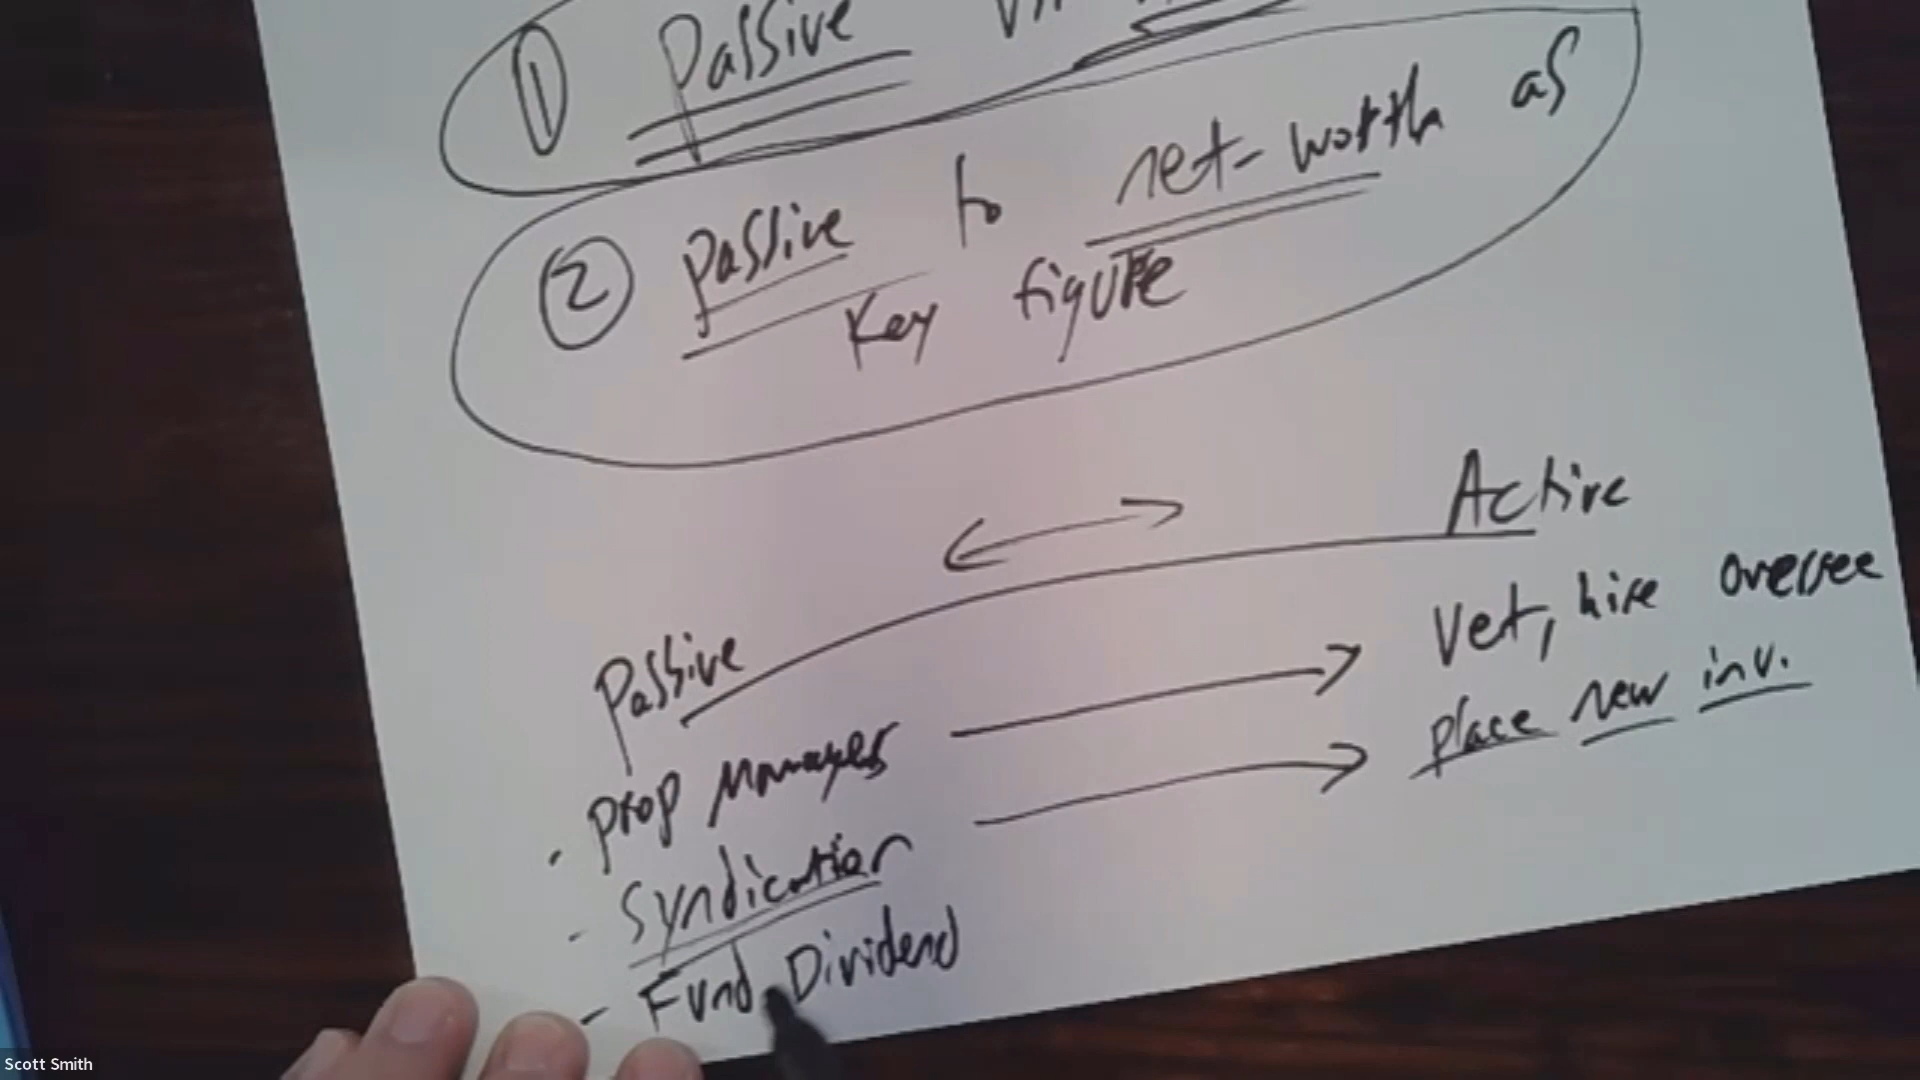 ① Passive
② passive to net-worth as
Key figure
Active
Passive
Vet, hire oversee
- prop Manager
place new inv.
- Syndication
- Fund Dividend
Scott Smith